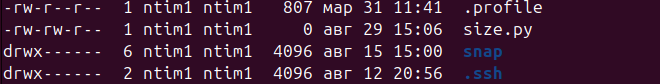 -rw-r--r-- 1 ntim1 ntim1 807 мар 31 11:41 .profile
-rw-rw-r-- 1 ntim1 ntim1 0 авг 29 15:06 size.py
drwx------ 6 ntim1 ntim1 4096 авг 15 15:00 snap
drwx------ 2 ntim1 ntim1 4096 авг 12 20:56 .ssh